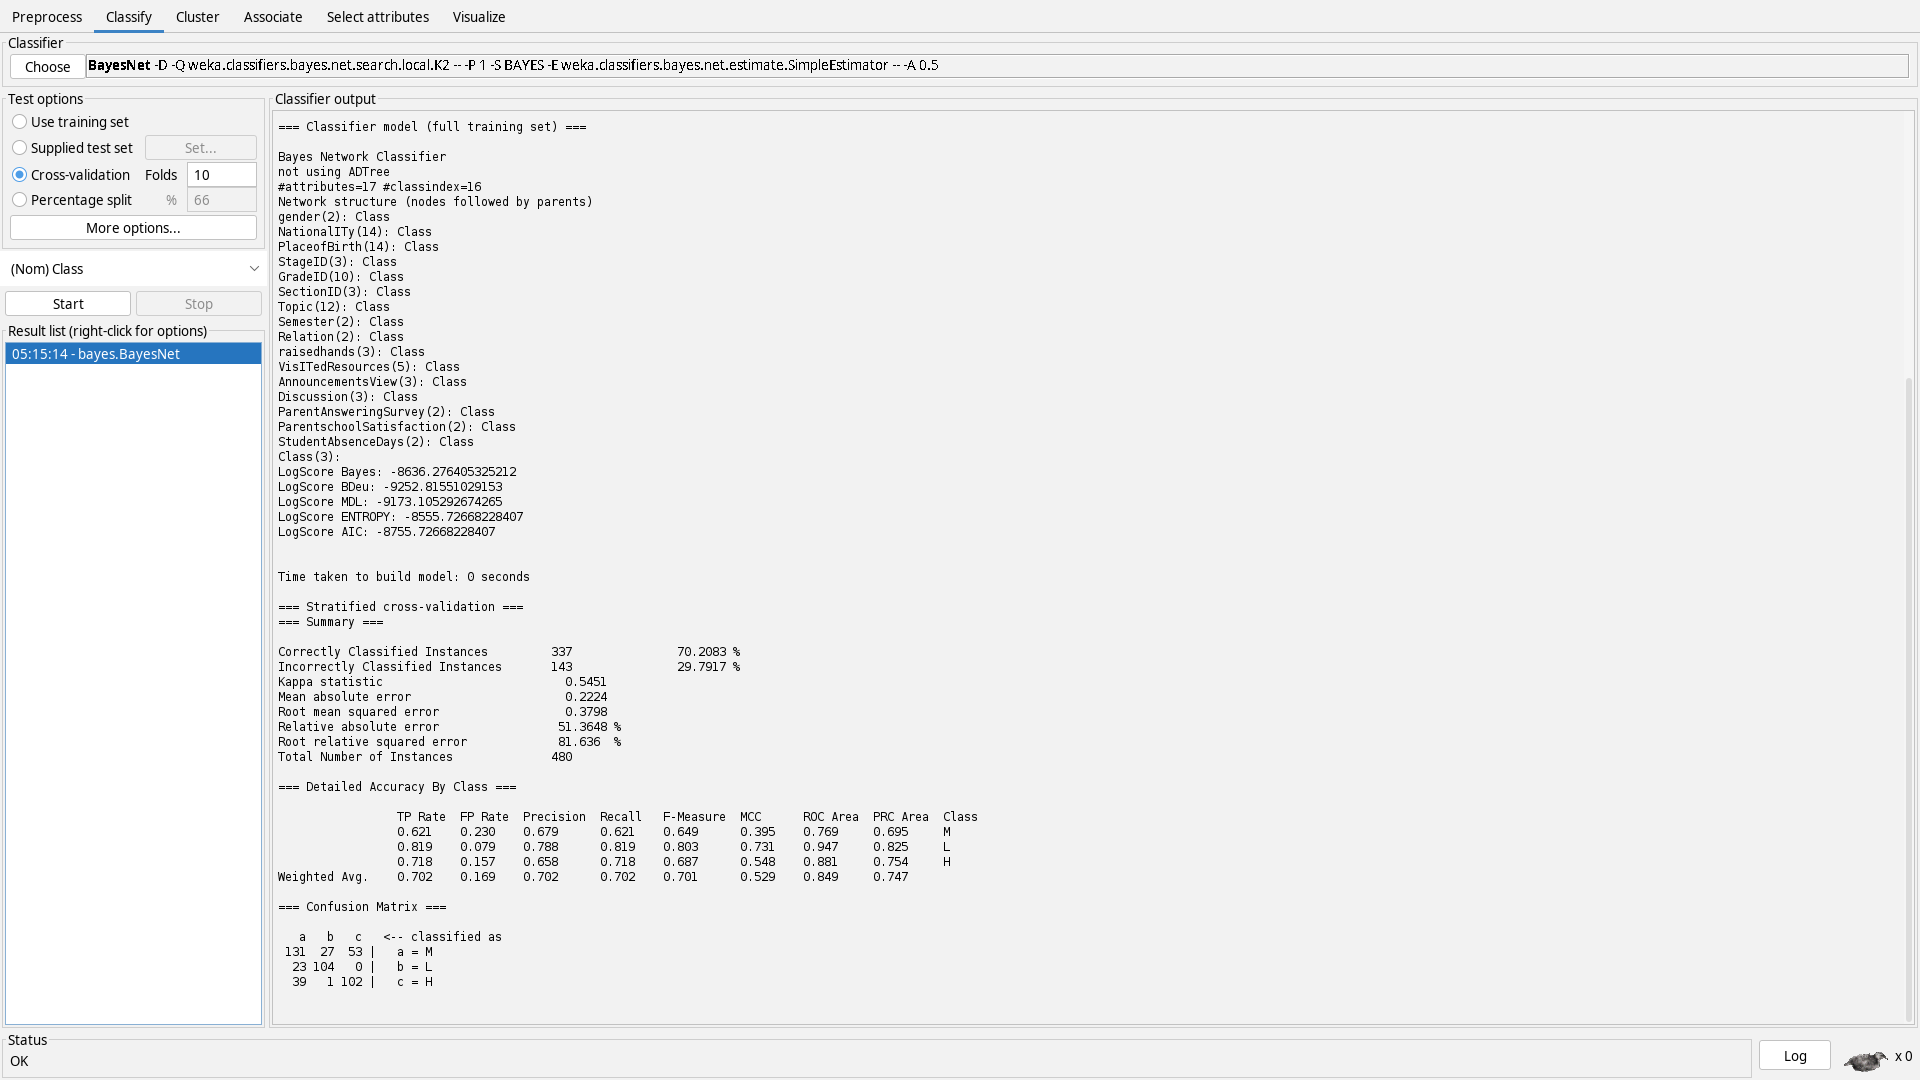 Preprocess Classify Cluster Associate Select attributes Visualize
Classifier
Choose BayesNet -D -Q weka.classifiers.bayes.net.search.local.K2 -- -P 1 -S BAYES -E weka.classifiers.bayes.net.estimate.SimpleEstimator -- -A 0.5
Test options
Use training set
Supplied test set Set...
Cross-validation Folds 10
Percentage split % 66
More options...
(Nom) Class
Start Stop
Result list (right-click for options)
05:15:14 - bayes.BayesNet
Classifier output
=== Classifier model (full training set) ===
Bayes Network Classifier
not using ADTree
#attributes=17 #classindex=16
Network structure (nodes followed by parents)
gender(2): Class
NationalITy(14): Class
PlaceofBirth(14): Class
StageID(3): Class
GradeID(10): Class
SectionID(3): Class
Topic(12): Class
Semester(2): Class
Relation(2): Class
raisedhands(3): Class
VisITedResources(5): Class
AnnouncementsView(3): Class
Discussion(3): Class
ParentAnsweringSurvey(2): Class
ParentschoolSatisfaction(2): Class
StudentAbsenceDays(2): Class
Class(3):
LogScore Bayes: -8636.276405325212
LogScore BDeu: -9252.81551029153
LogScore MDL: -9173.105292674265
LogScore ENTROPY: -8555.72668228407
LogScore AIC: -8755.72668228407
Time taken to build model: 0 seconds
=== Stratified cross-validation ===
=== Summary ===
Correctly Classified Instances 337 70.2083 %
Incorrectly Classified Instances 143 29.7917 %
Kappa statistic 0.5451
Mean absolute error 0.2224
Root mean squared error 0.3798
Relative absolute error 51.3648 %
Root relative squared error 81.636 %
Total Number of Instances 480
=== Detailed Accuracy By Class ===
TP Rate FP Rate Precision Recall F-Measure MCC ROC Area PRC Area Class
0.621 0.230 0.679 0.621 0.649 0.395 0.769 0.695 M
0.819 0.079 0.788 0.819 0.803 0.731 0.947 0.825 L
0.718 0.157 0.658 0.718 0.687 0.548 0.881 0.754 H
Weighted Avg. 0.702 0.169 0.702 0.702 0.701 0.529 0.849 0.747
=== Confusion Matrix ===
a b c <-- classified as
131 27 53 | a = M
23 104 0 | b = L
39 1 102 | c = H
Status
OK
Log
x 0